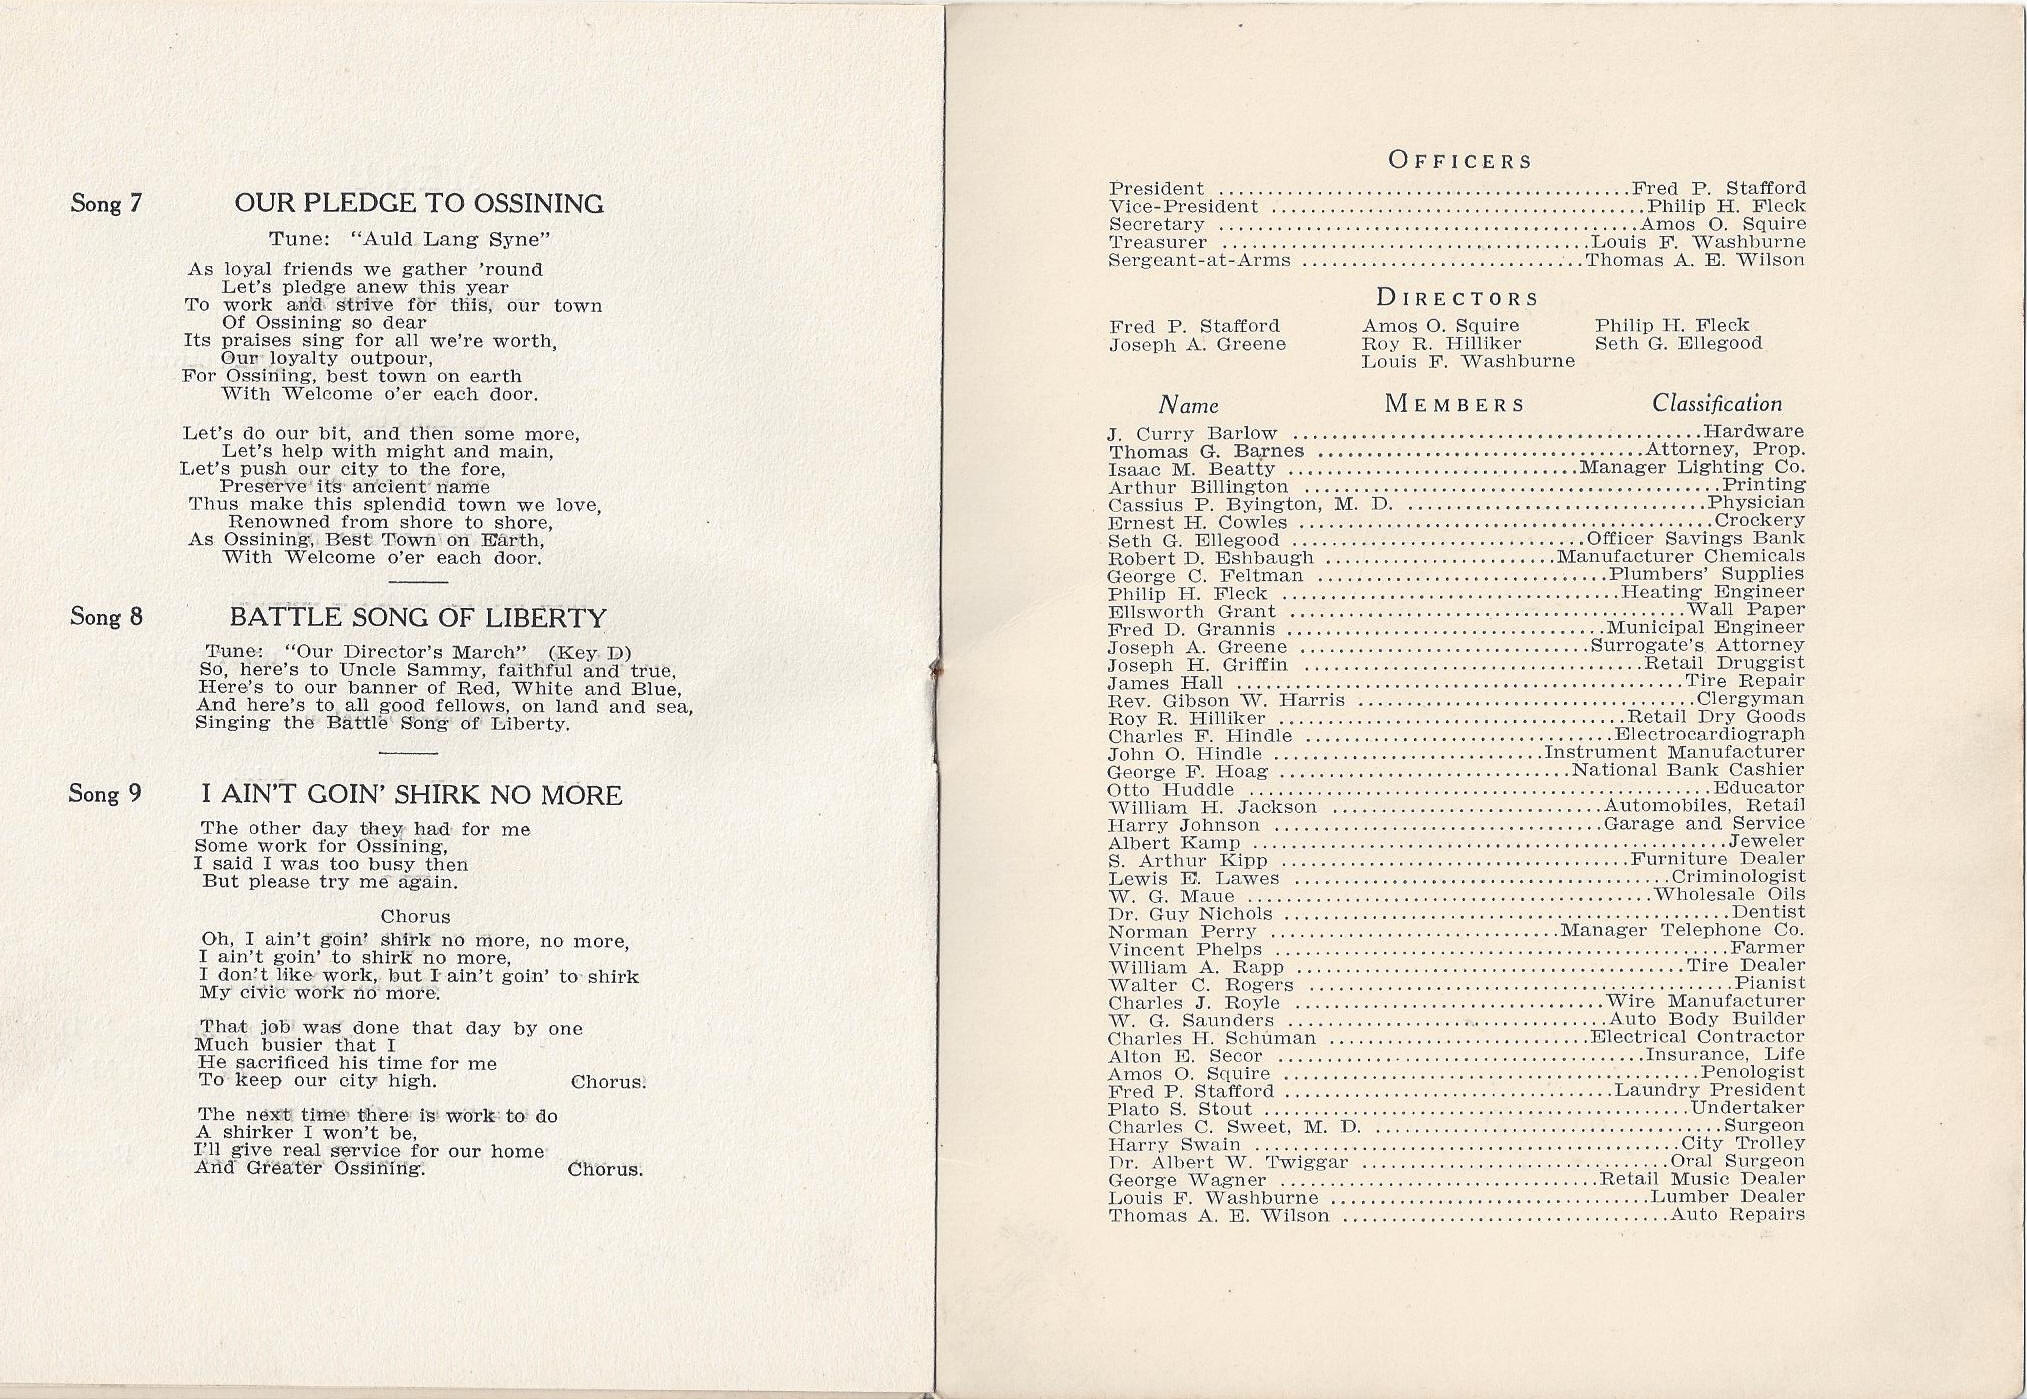 Song 7 OUR PLEDGE TO OSSINING
Tune: "Auld Lang Syne"
As loyal friends we gather 'round
Let's pledge anew this year
To work and strive for this, our town
Of Ossining so dear
Its praises sing for all we're worth,
Our loyalty outpour,
For Ossining, best town on earth
With Welcome o'er each door.
Let's do our bit, and then some more,
Let's help with might and main,
Let's push our city to the fore,
Preserve its ancient name
Thus make this splendid town we love,
Renowned from shore to shore,
As Ossining, Best Town on Earth,
With Welcome o'er each door.
Song 8 BATTLE SONG OF LIBERTY
Tune: "Our Director's March" (Key D)
So, here's to Uncle Sammy, faithful and true,
Here's to our banner of Red, White and Blue,
And here's to all good fellows, on land and sea,
Singing the Battle Song of Liberty.
Song 9 I AIN'T GOIN' SHIRK NO MORE
The other day they had for me
Some work for Ossining,
I said I was too busy then
But please try me again.
Chorus
Oh, I ain't goin' shirk no more, no more,
I ain't goin' to shirk no more,
I don't like work, but I ain't goin' to shirk
My civic work no more.
That job was done that day by one
Much busier that I
He sacrificed his time for me
To keep our city high. Chorus.
The next time there is work to do
A shirker I won't be,
I'll give real service for our home
And Greater Ossining. Chorus.
OFFICERS
President ........ Fred P. Stafford
Vice-President ........ Philip H. Fleck
Secretary ........ Amos O. Squire
Treasurer ........ Louis F. Washburne
Sergeant-at-Arms ........ Thomas A. E. Wilson
DIRECTORS
Fred P. Stafford Amos O. Squire Philip H. Fleck
Joseph A. Greene Roy R. Hilliker Seth G. Ellegood
Louis F. Washburne
Name MEMBERS Classification
J. Curry Barlow ........ Hardware
Thomas G. Barnes ........ Attorney, Prop.
Isaac M. Beatty ........ Manager Lighting Co.
Arthur Billington ........ Printing
Cassius P. Byington, M. D. ........ Physician
Ernest H. Cowles ........ Crockery
Seth G. Ellegood ........ Officer Savings Bank
Robert D. Eshbaugh ........ Manufacturer Chemicals
George C. Feltman ........ Plumbers' Supplies
Philip H. Fleck ........ Heating Engineer
Ellsworth Grant ........ Wall Paper
Fred D. Grannis ........ Municipal Engineer
Joseph A. Greene ........ Surrogate's Attorney
Joseph H. Griffin ........ Retail Druggist
James Hall ........ Tire Repair
Rev. Gibson W. Harris ........ Clergyman
Roy R. Hilliker ........ Retail Dry Goods
Charles F. Hindle ........ Electrocardiograph
John O. Hindle ........ Instrument Manufacturer
George F. Hoag ........ National Bank Cashier
Otto Huddle ........ Educator
William H. Jackson ........ Automobiles, Retail
Harry Johnson ........ Garage and Service
Albert Kamp ........ Jeweler
S. Arthur Kipp ........ Furniture Dealer
Lewis E. Lawes ........ Criminologist
W. G. Maue ........ Wholesale Oils
Dr. Guy Nichols ........ Dentist
Norman Perry ........ Manager Telephone Co.
Vincent Phelps ........ Farmer
William A. Rapp ........ Tire Dealer
Walter C. Rogers ........ Pianist
Charles J. Royle ........ Wire Manufacturer
W. G. Saunders ........ Auto Body Builder
Charles H. Schuman ........ Electrical Contractor
Alton E. Secor ........ Insurance, Life
Amos O. Squire ........ Penologist
Fred P. Stafford ........ Laundry President
Plato S. Stout ........ Undertaker
Charles C. Sweet, M. D. ........ Surgeon
Harry Swain ........ City Trolley
Dr. Albert W. Twiggar ........ Oral Surgeon
George Wagner ........ Retail Music Dealer
Louis F. Washburne ........ Lumber Dealer
Thomas A. E. Wilson ........ Auto Repairs